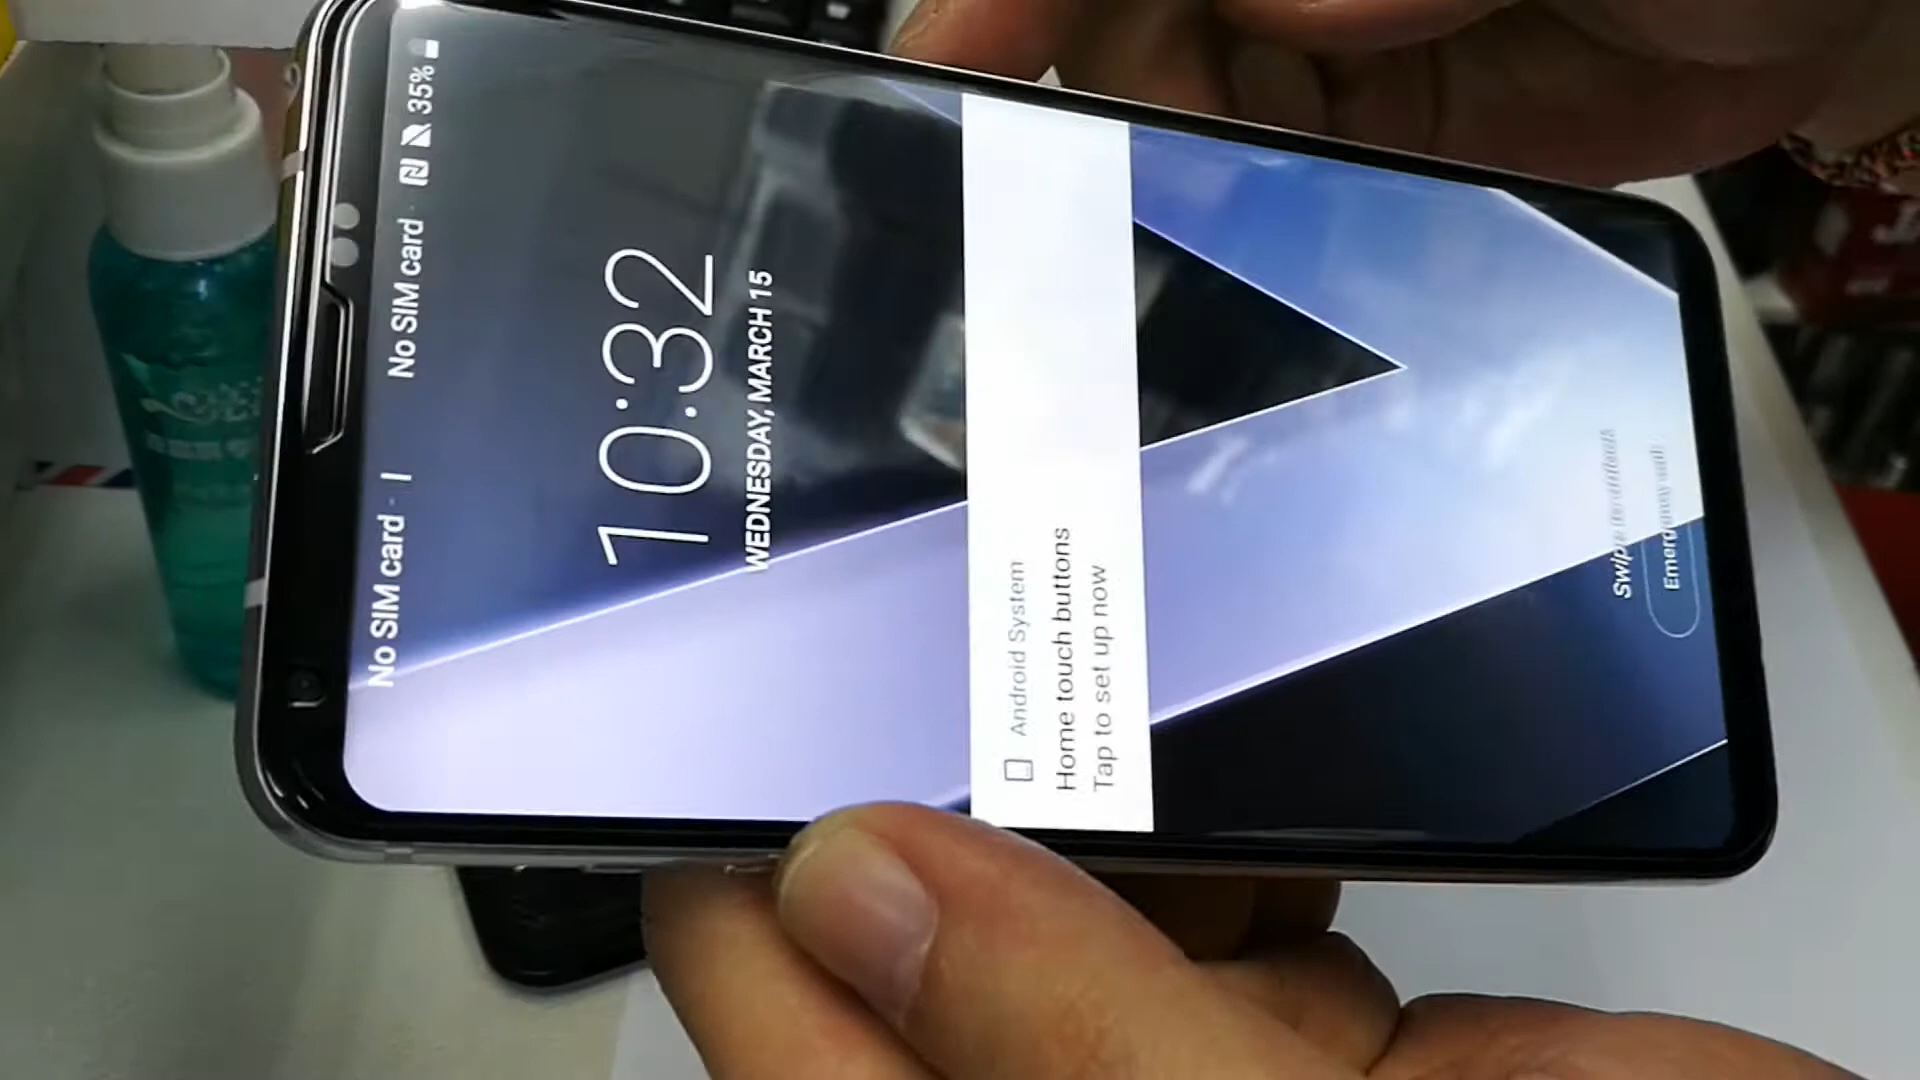 No SIM card
No SIM card
35%
10:32
WEDNESDAY, MARCH 15
Android System
Home touch buttons
Tap to set up now